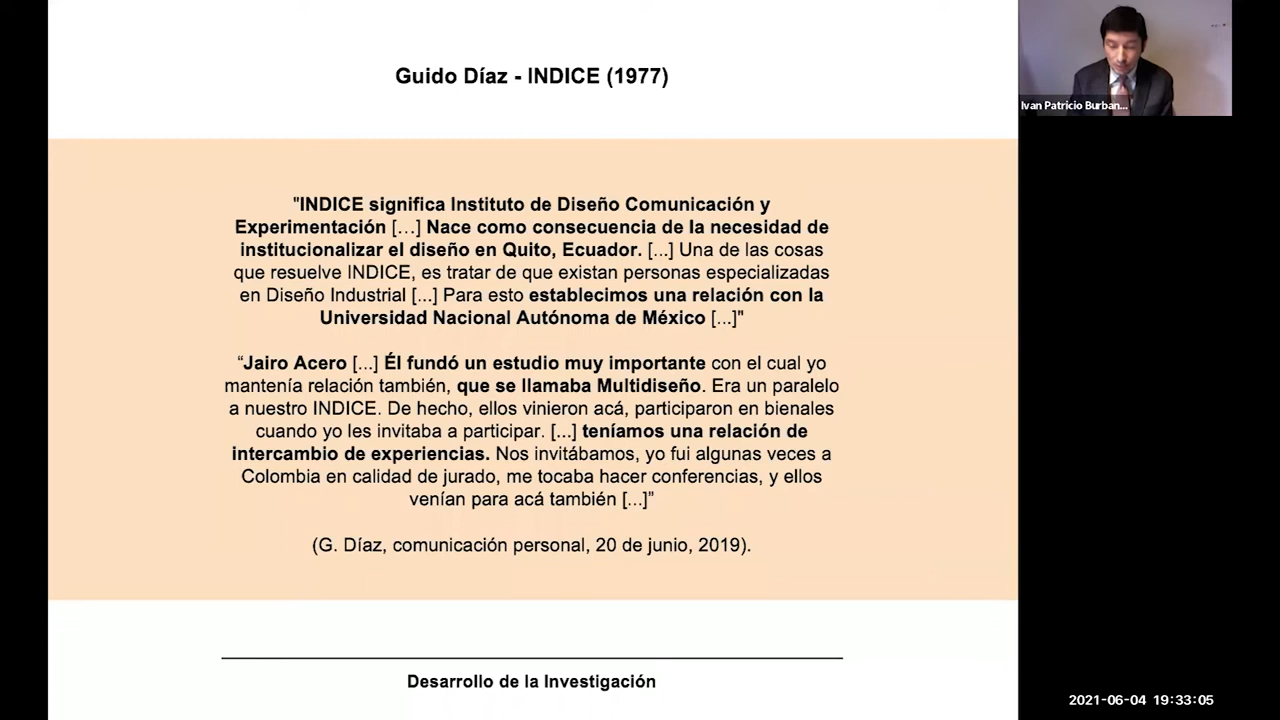 Guido Díaz - INDICE (1977)
"INDICE significa Instituto de Diseño Comunicación y
Experimentación [...] Nace como consecuencia de la necesidad de
institucionalizar el diseño en Quito, Ecuador. [...] Una de las cosas
que resuelve INDICE, es tratar de que existan personas especializadas
en Diseño Industrial [...] Para esto establecimos una relación con la
Universidad Nacional Autónoma de México [...]"
“Jairo Acero [...] Él fundó un estudio muy importante con el cual yo
mantenía relación también, que se llamaba Multidiseño. Era un paralelo
a nuestro INDICE. De hecho, ellos vinieron acá, participaron en bienales
cuando yo les invitaba a participar. [...] teníamos una relación de
intercambio de experiencias. Nos invitábamos, yo fui algunas veces a
Colombia en calidad de jurado, me tocaba hacer conferencias, y ellos
venían para acá también [...]”
(G. Díaz, comunicación personal, 20 de junio, 2019).
Desarrollo de la Investigación
Ivan Patricio Burban...
2021-06-04 19:33:05